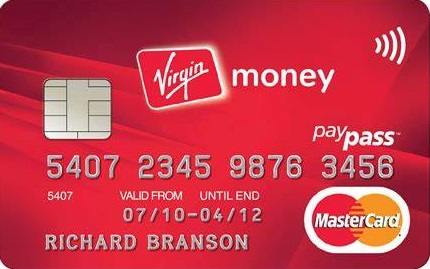 Virgin money
paypass
5407 2345 9876 3456
5407 VALID FROM UNTIL END
07/10-04/12
RICHARD BRANSON
MasterCard